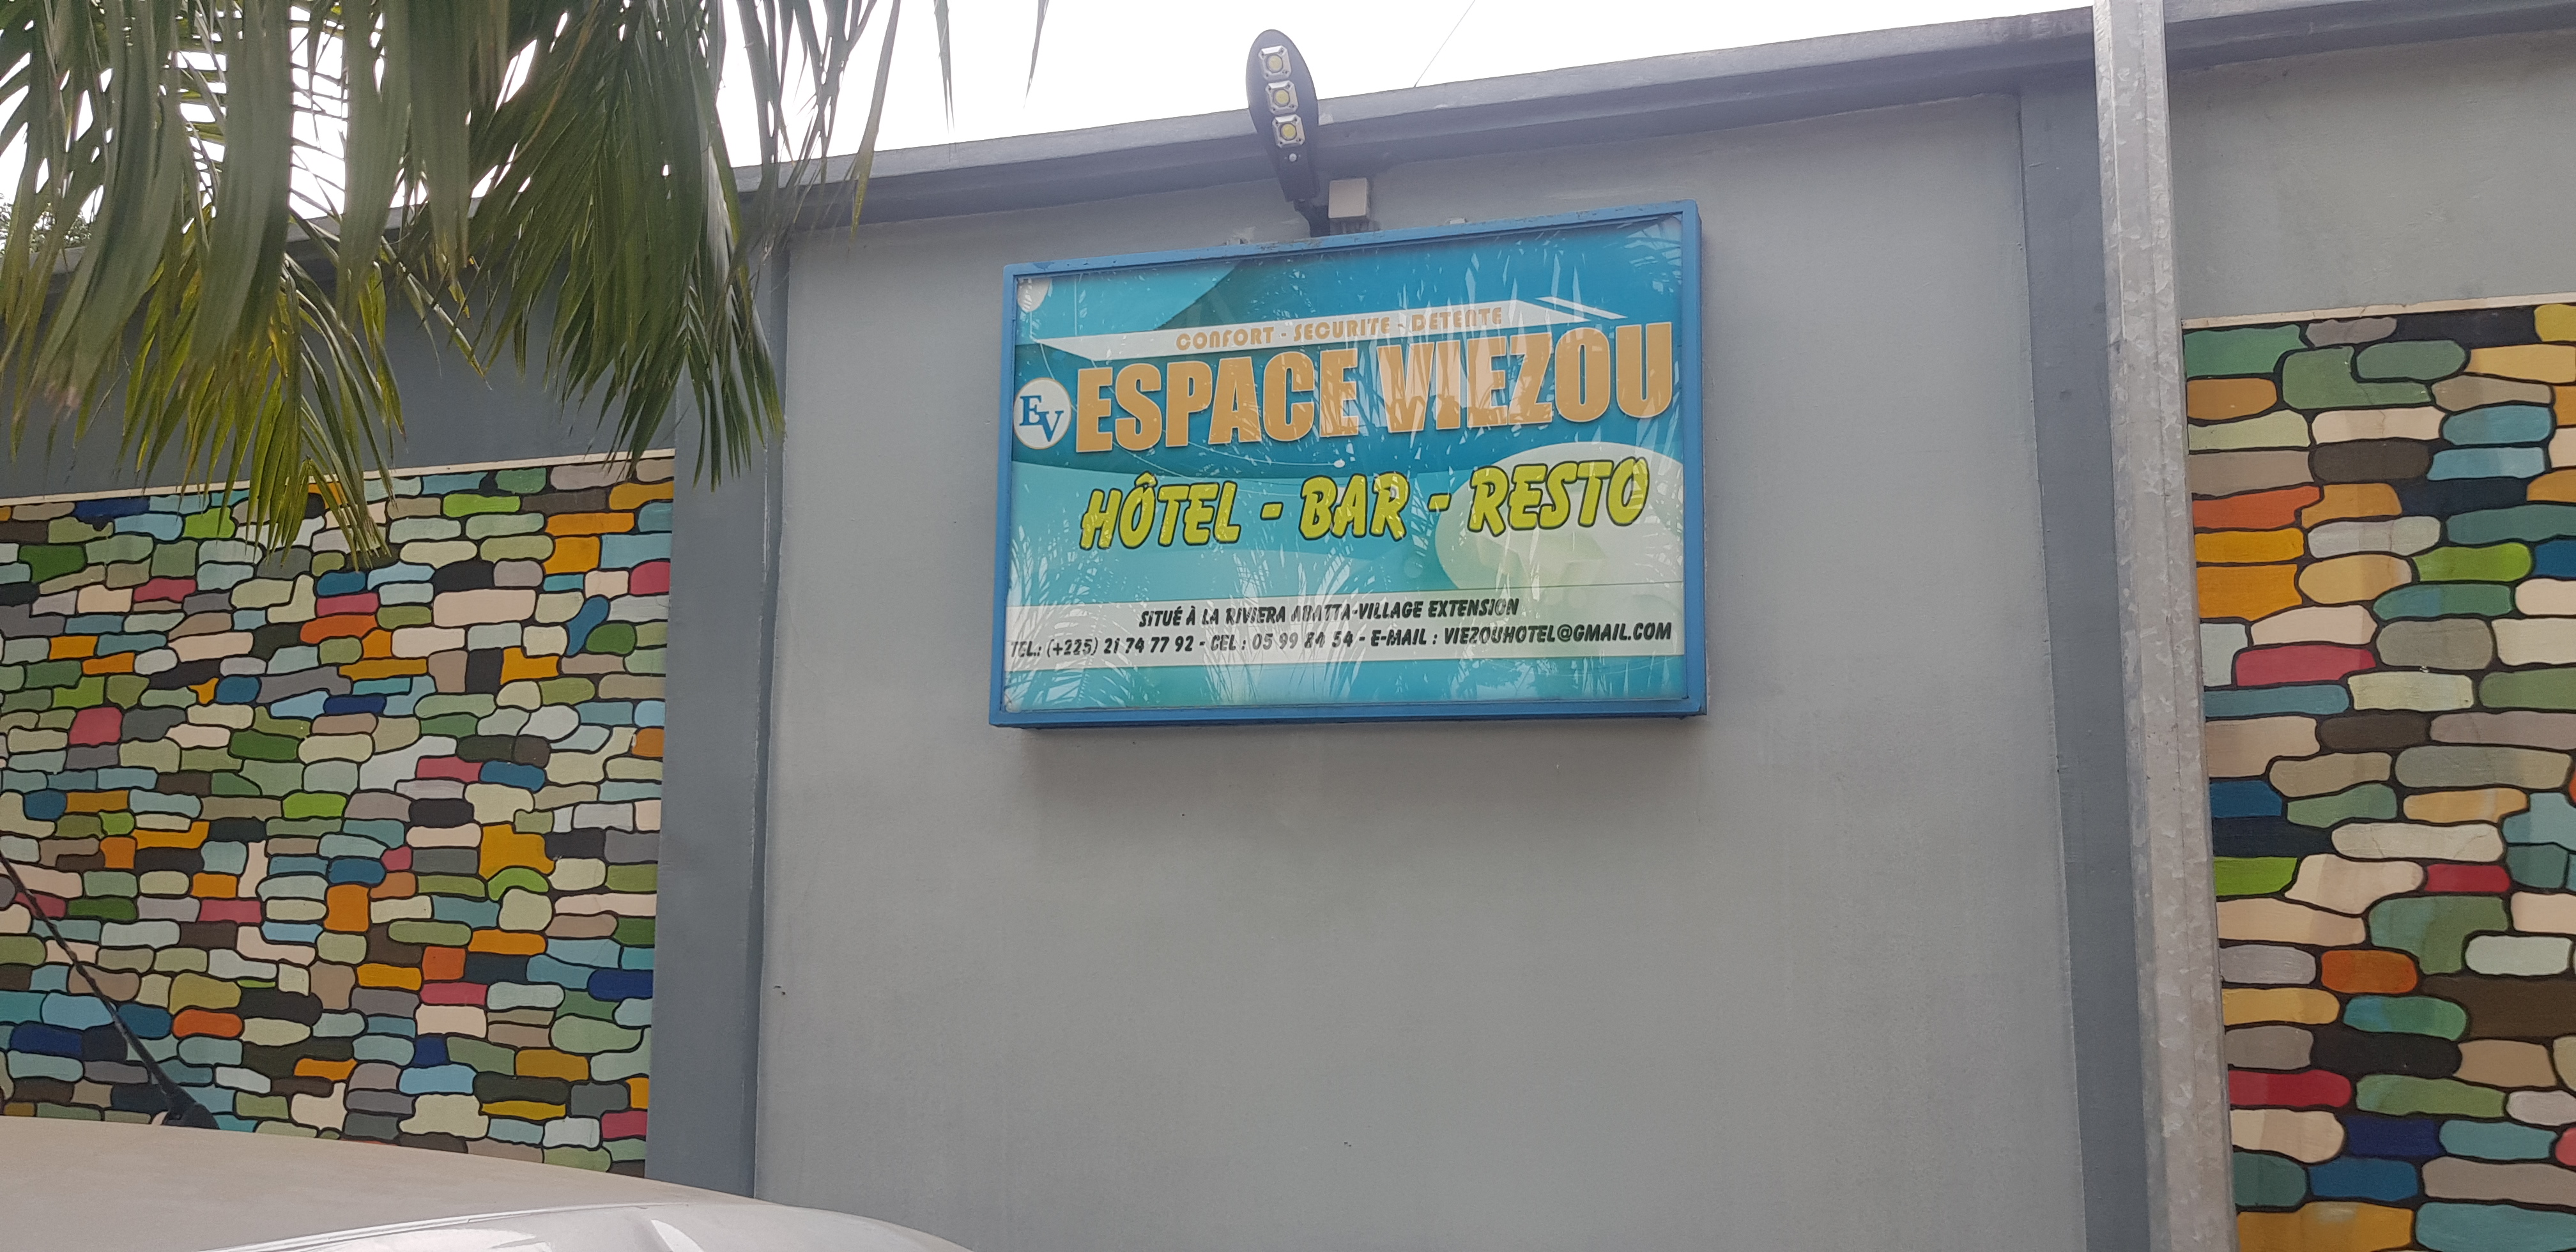 CONFORT - SECURITE - DETENTE
EV
ESPACE VIEZOU
HÔTEL - BAR - RESTO
SITUÉ À LA RIVIERA ABATTA-VILLAGE EXTENSION
TEL.: (+225) 21 74 77 92 - CEL : 05 99 84 54 - E-MAIL : VIEZOUHOTEL@GMAIL.COM